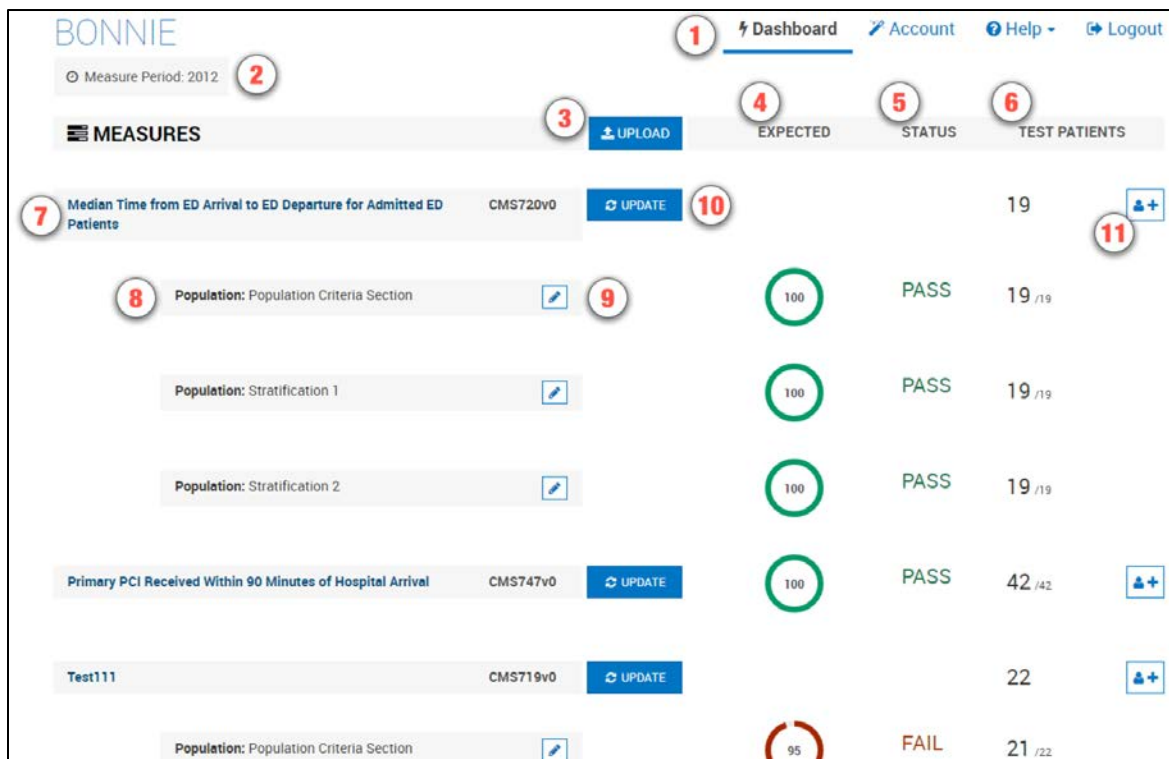 BONNIE
1 Dashboard Account Help Logout
Measure Period: 2012 2
MEASURES 3 UPLOAD 4 EXPECTED 5 STATUS 6 TEST PATIENTS
7 Median Time from ED Arrival to ED Departure for Admitted ED CMS720v0 UPDATE 10 19 11
Patients
8 Population: Population Criteria Section 9 100 PASS 19 /19
Population: Stratification 1 100 PASS 19 /19
Population: Stratification 2 100 PASS 19 /19
Primary PCI Received Within 90 Minutes of Hospital Arrival CMS747v0 UPDATE 100 PASS 42 /42
Test111 CMS719v0 UPDATE 22
Population: Population Criteria Section 95 FAIL 21 /22